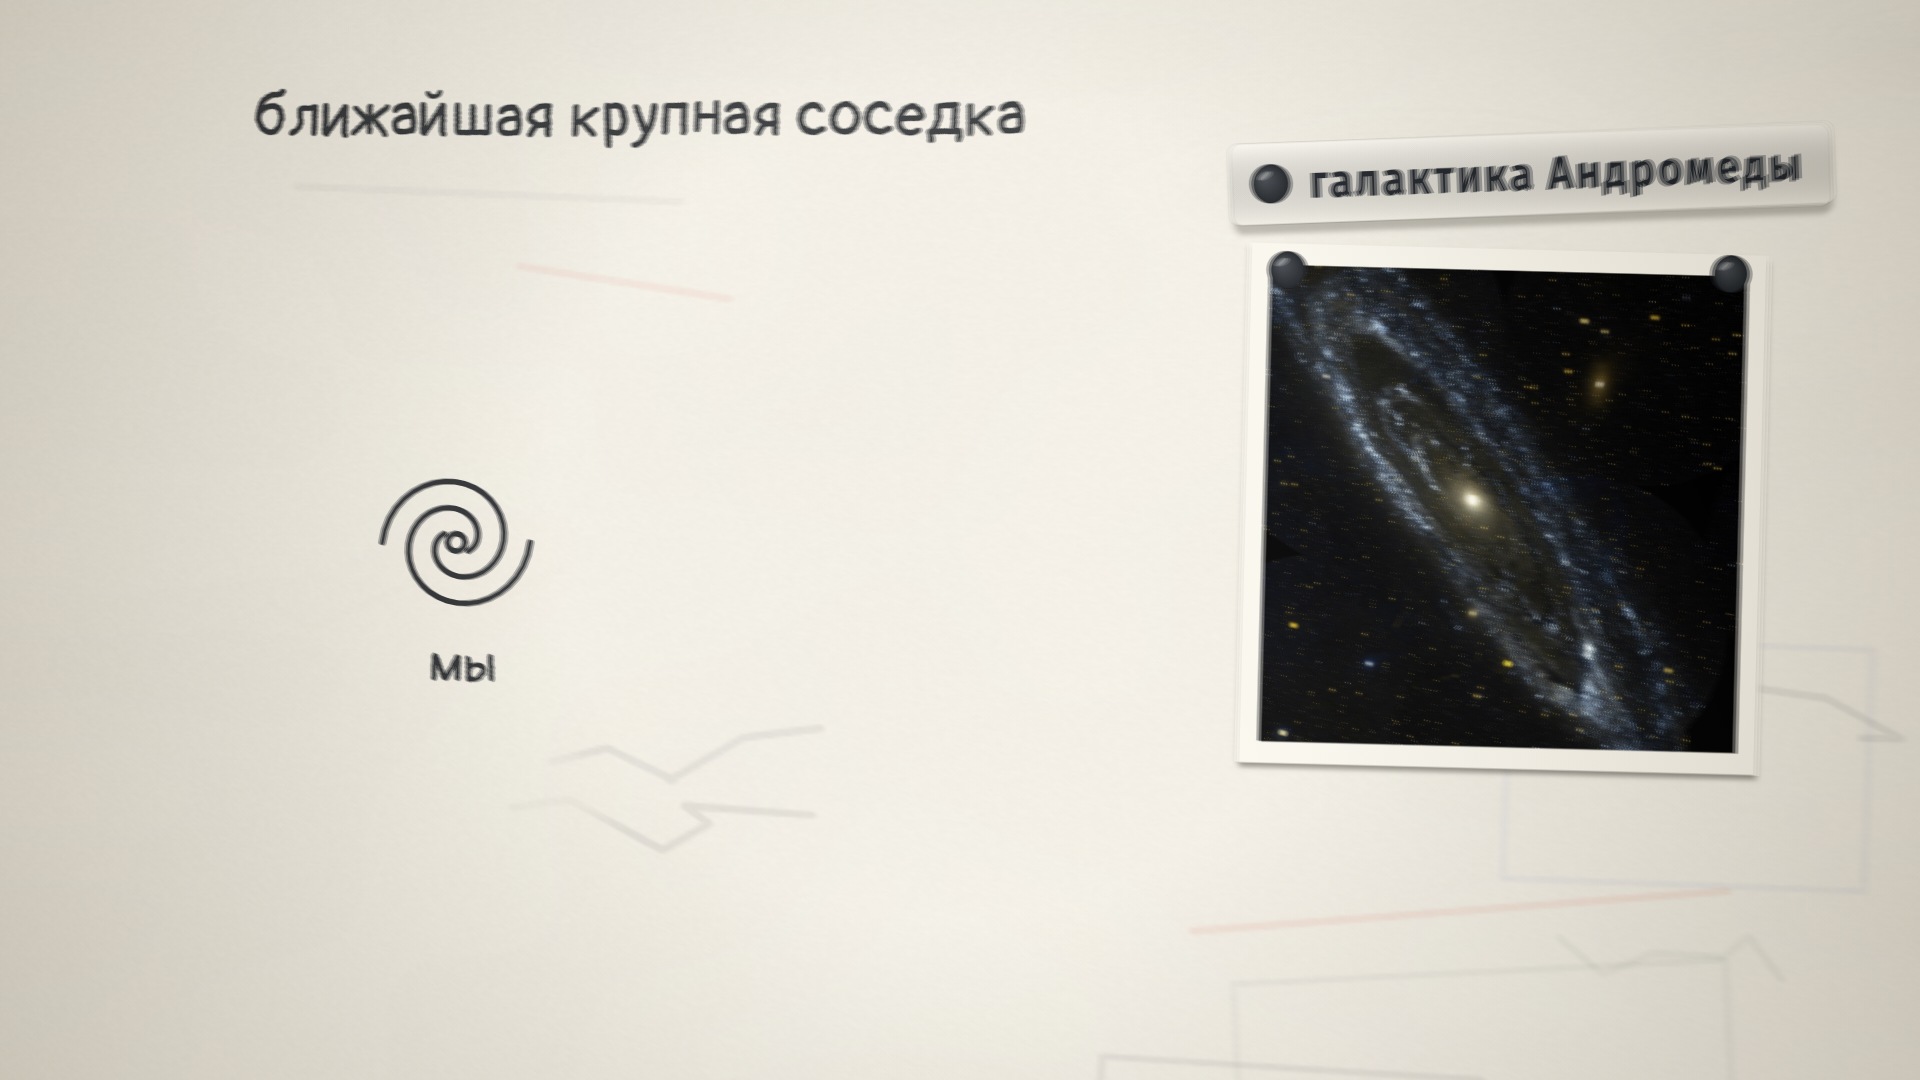 ближайшая крупная соседка
галактика Андромеды
мы